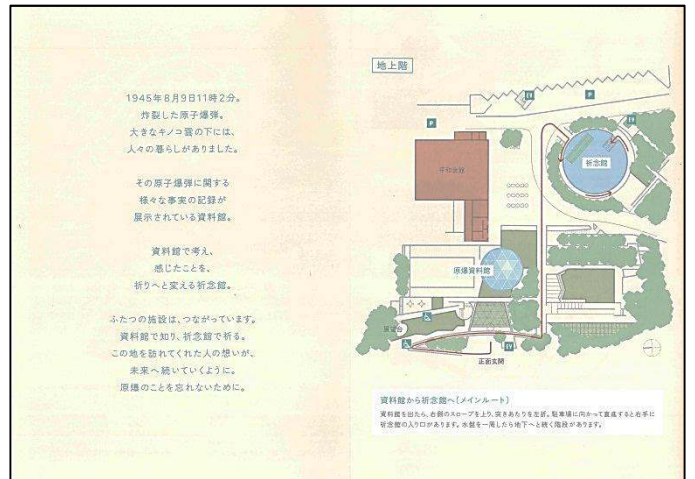 1945年8月9日11時2分。
炸裂した原子爆弾。
大きなキノコ雲の下には、
人々の暮らしがありました。
その原子爆弾に関する
様々な事実の記録が
展示されている資料館。
資料館で考え、
感じたことを。
祈りへと変える祈念館。
ふたつの施設は、つながっています。
資料館で知り、祈念館で祈る。
この地を訪れてくれた人の想いが、
未来へ続いていくように。
原爆のことを忘れないために。
地上階
EV
P
P
EV
祈念館
平和会館
原爆資料館
展望台
正面玄関
EV
資料館から祈念館へ(メインルート)
資料館を出たら、右側のスロープを上り、突きあたりを左折。駐車場に向かって直進すると右手に
祈念館の入り口があります。水盤を一周したら地下へと続く階段があります。